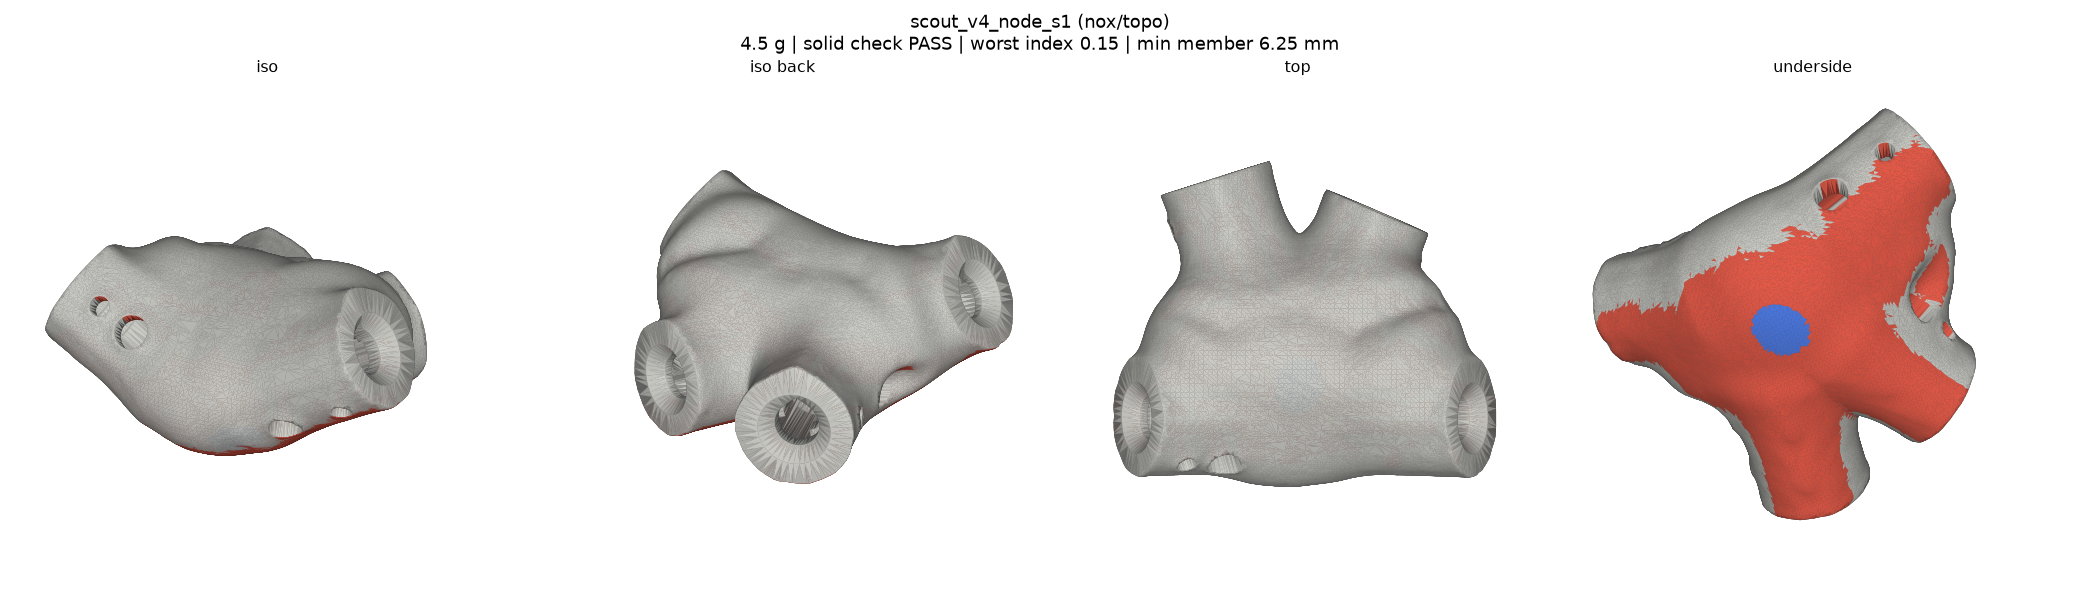 scout_v4_node_s1 (nox/topo)
4.5 g | solid check PASS | worst index 0.15 | min member 6.25 mm
iso
iso back
top
underside